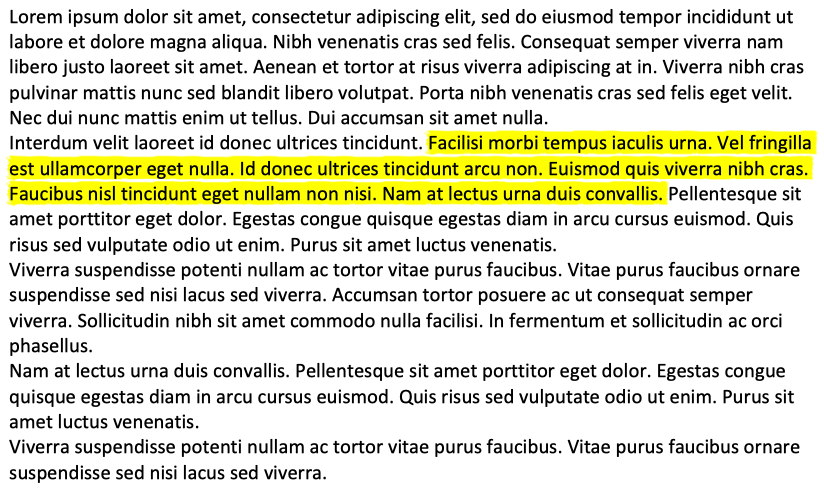 Lorem ipsum dolor sit amet, consectetur adipiscing elit, sed do eiusmod tempor incididunt ut
labore et dolore magna aliqua. Nibh venenatis cras sed felis. Consequat semper viverra nam
libero justo laoreet sit amet. Aenean et tortor at risus viverra adipiscing at in. Viverra nibh cras
pulvinar mattis nunc sed blandit libero volutpat. Porta nibh venenatis cras sed felis eget velit.
Nec dui nunc mattis enim ut tellus. Dui accumsan sit amet nulla.
Interdum velit laoreet id donec ultrices tincidunt. Facilisi morbi tempus iaculis urna. Vel fringilla
est ullamcorper eget nulla. Id donec ultrices tincidunt arcu non. Euismod quis viverra nibh cras.
Faucibus nisl tincidunt eget nullam non nisi. Nam at lectus urna duis convallis. Pellentesque sit
amet porttitor eget dolor. Egestas congue quisque egestas diam in arcu cursus euismod. Quis
risus sed vulputate odio ut enim. Purus sit amet luctus venenatis.
Viverra suspendisse potenti nullam ac tortor vitae purus faucibus. Vitae purus faucibus ornare
suspendisse sed nisi lacus sed viverra. Accumsan tortor posuere ac ut consequat semper
viverra. Sollicitudin nibh sit amet commodo nulla facilisi. In fermentum et sollicitudin ac orci
phasellus.
Nam at lectus urna duis convallis. Pellentesque sit amet porttitor eget dolor. Egestas congue
quisque egestas diam in arcu cursus euismod. Quis risus sed vulputate odio ut enim. Purus sit
amet luctus venenatis.
Viverra suspendisse potenti nullam ac tortor vitae purus faucibus. Vitae purus faucibus ornare
suspendisse sed nisi lacus sed viverra.